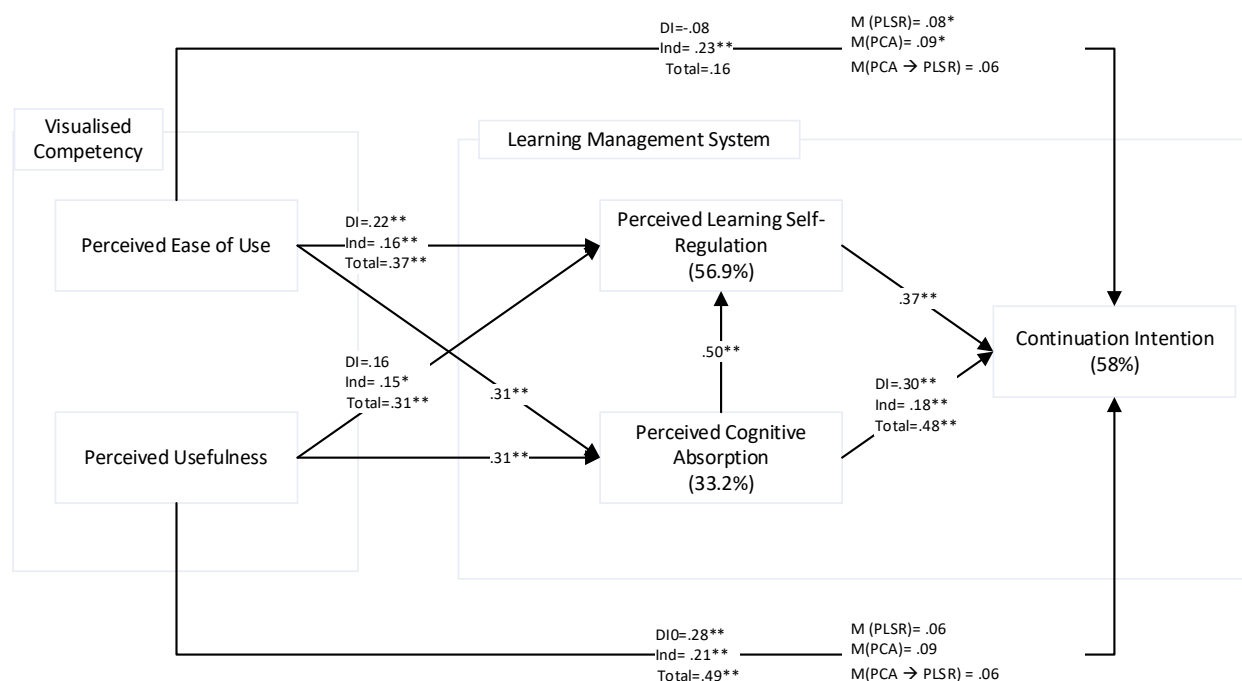 DI=-.08
Ind= .23**
Total=.16
M (PLSR)= .08*
M(PCA)= .09*
M(PCA → PLSR) = .06
Visualised
Competency
Learning Management System
Perceived Ease of Use
DI=.22**
Ind= .16**
Total=.37**
Perceived Learning Self-
Regulation
(56.9%)
.37**
Continuation Intention
(58%)
.50**
DI=.16
Ind= .15*
Total=.31**
.31**
DI=.30**
Ind= .18**
Total=.48**
Perceived Usefulness
.31**
Perceived Cognitive
Absorption
(33.2%)
DI0=.28**
Ind= .21**
Total=.49**
M (PLSR)= .06
M(PCA)= .09
M(PCA → PLSR) = .06